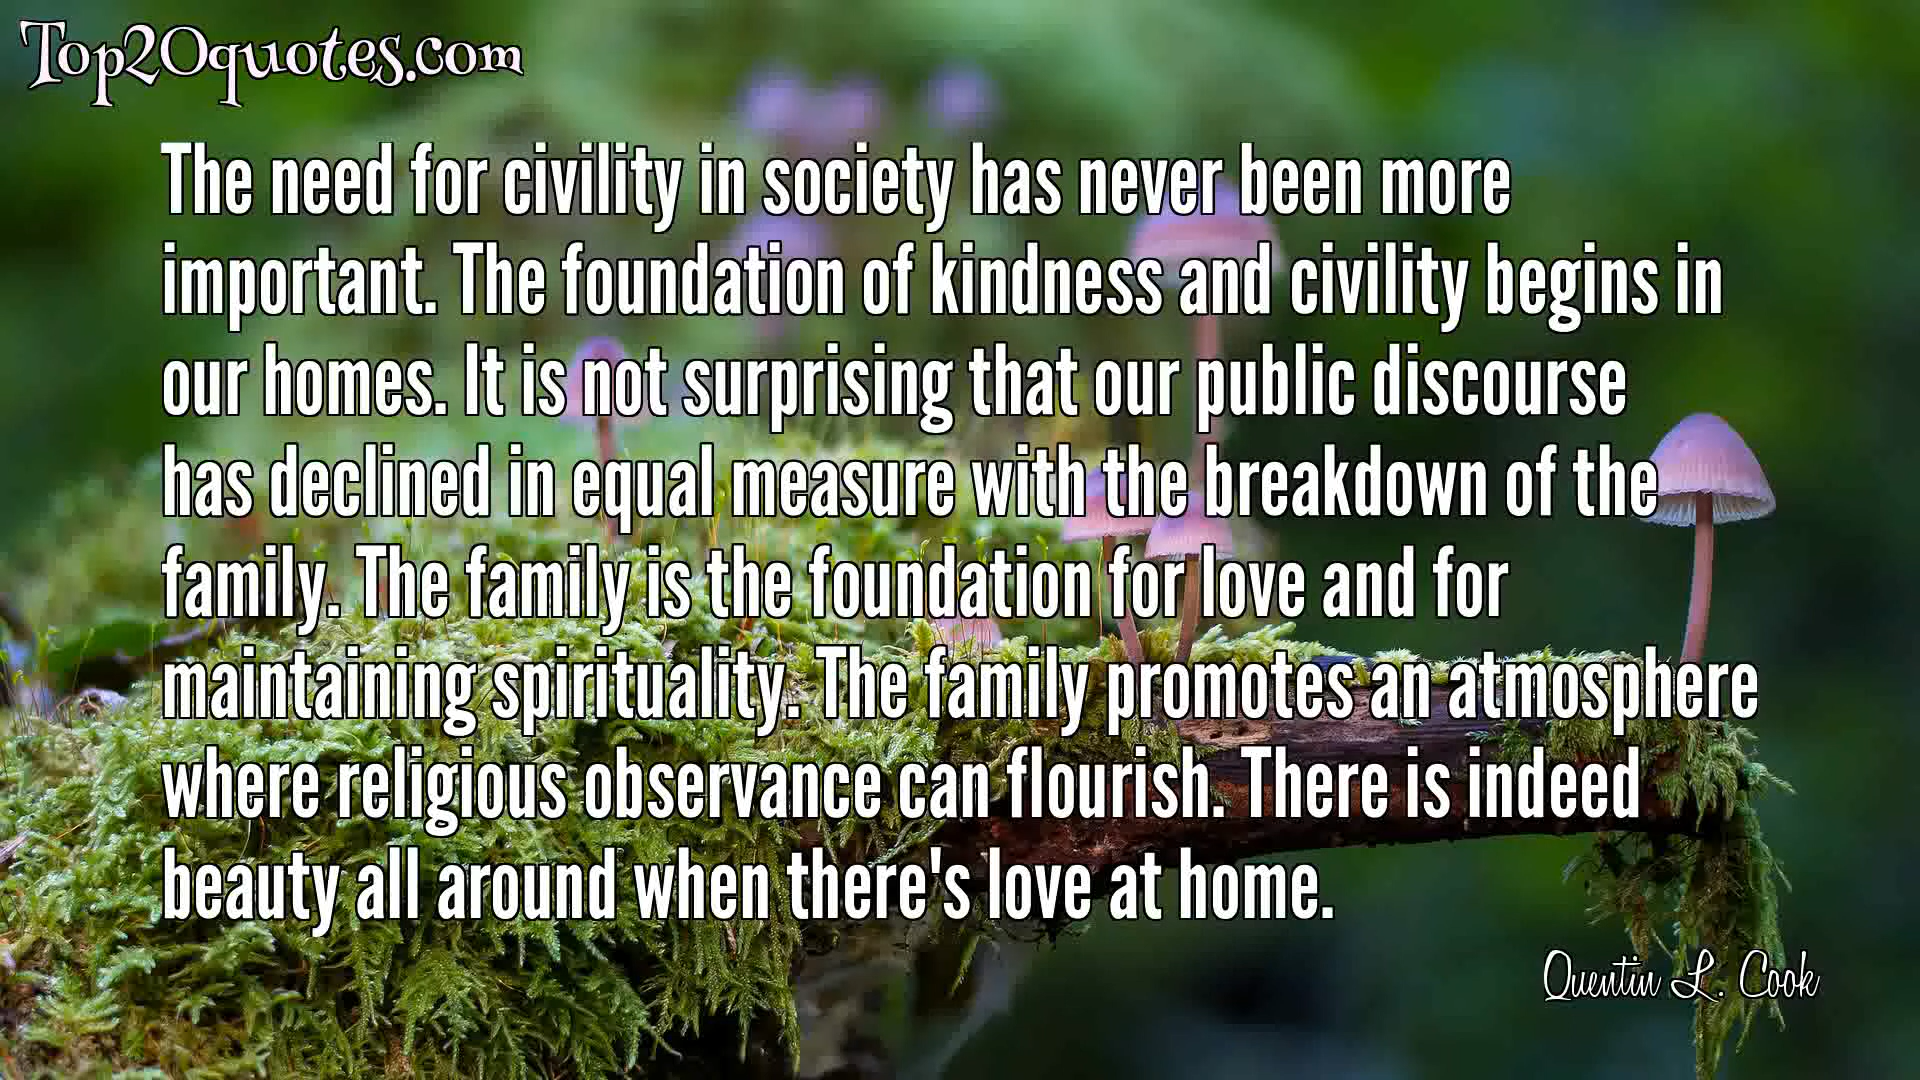 Top20quotes.com
The need for civility in society has never been more
important. The foundation of kindness and civility begins in
our homes. It is not surprising that our public discourse
has declined in equal measure with the breakdown of the
family. The family is the foundation for love and for
maintaining spirituality. The family promotes an atmosphere
where religious observance can flourish. There is indeed
beauty all around when there's love at home.
Quentin L. Cook